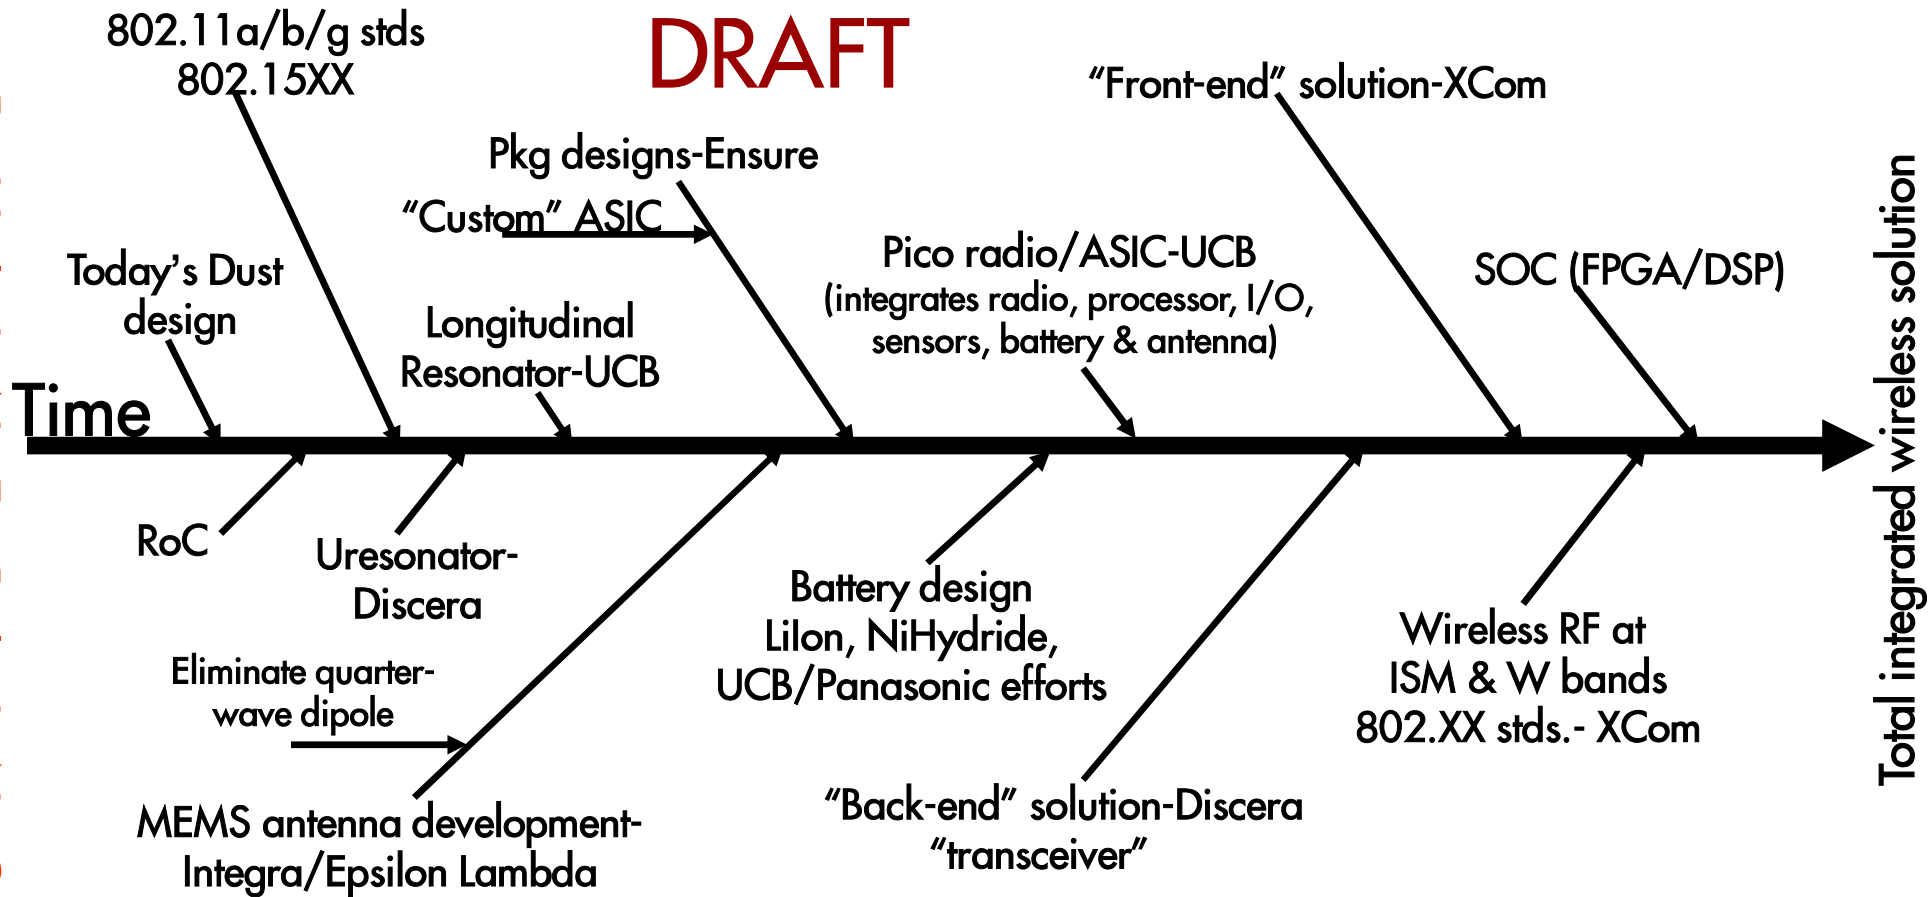 802.11a/b/g stds
802.15XX
DRAFT
“Front-end” solution-XCom
Pkg designs-Ensure
“Custom” ASIC
Today’s Dust
design
Longitudinal
Resonator-UCB
Pico radio/ASIC-UCB
(integrates radio, processor, I/O,
sensors, battery & antenna)
SOC (FPGA/DSP)
Time
Total integrated wireless solution
RoC
Uresonator-
Discera
Eliminate quarter-
wave dipole
MEMS antenna development-
Integra/Epsilon Lambda
Battery design
LiIon, NiHydride,
UCB/Panasonic efforts
“Back-end” solution-Discera
“transceiver”
Wireless RF at
ISM & W bands
802.XX stds.- XCom